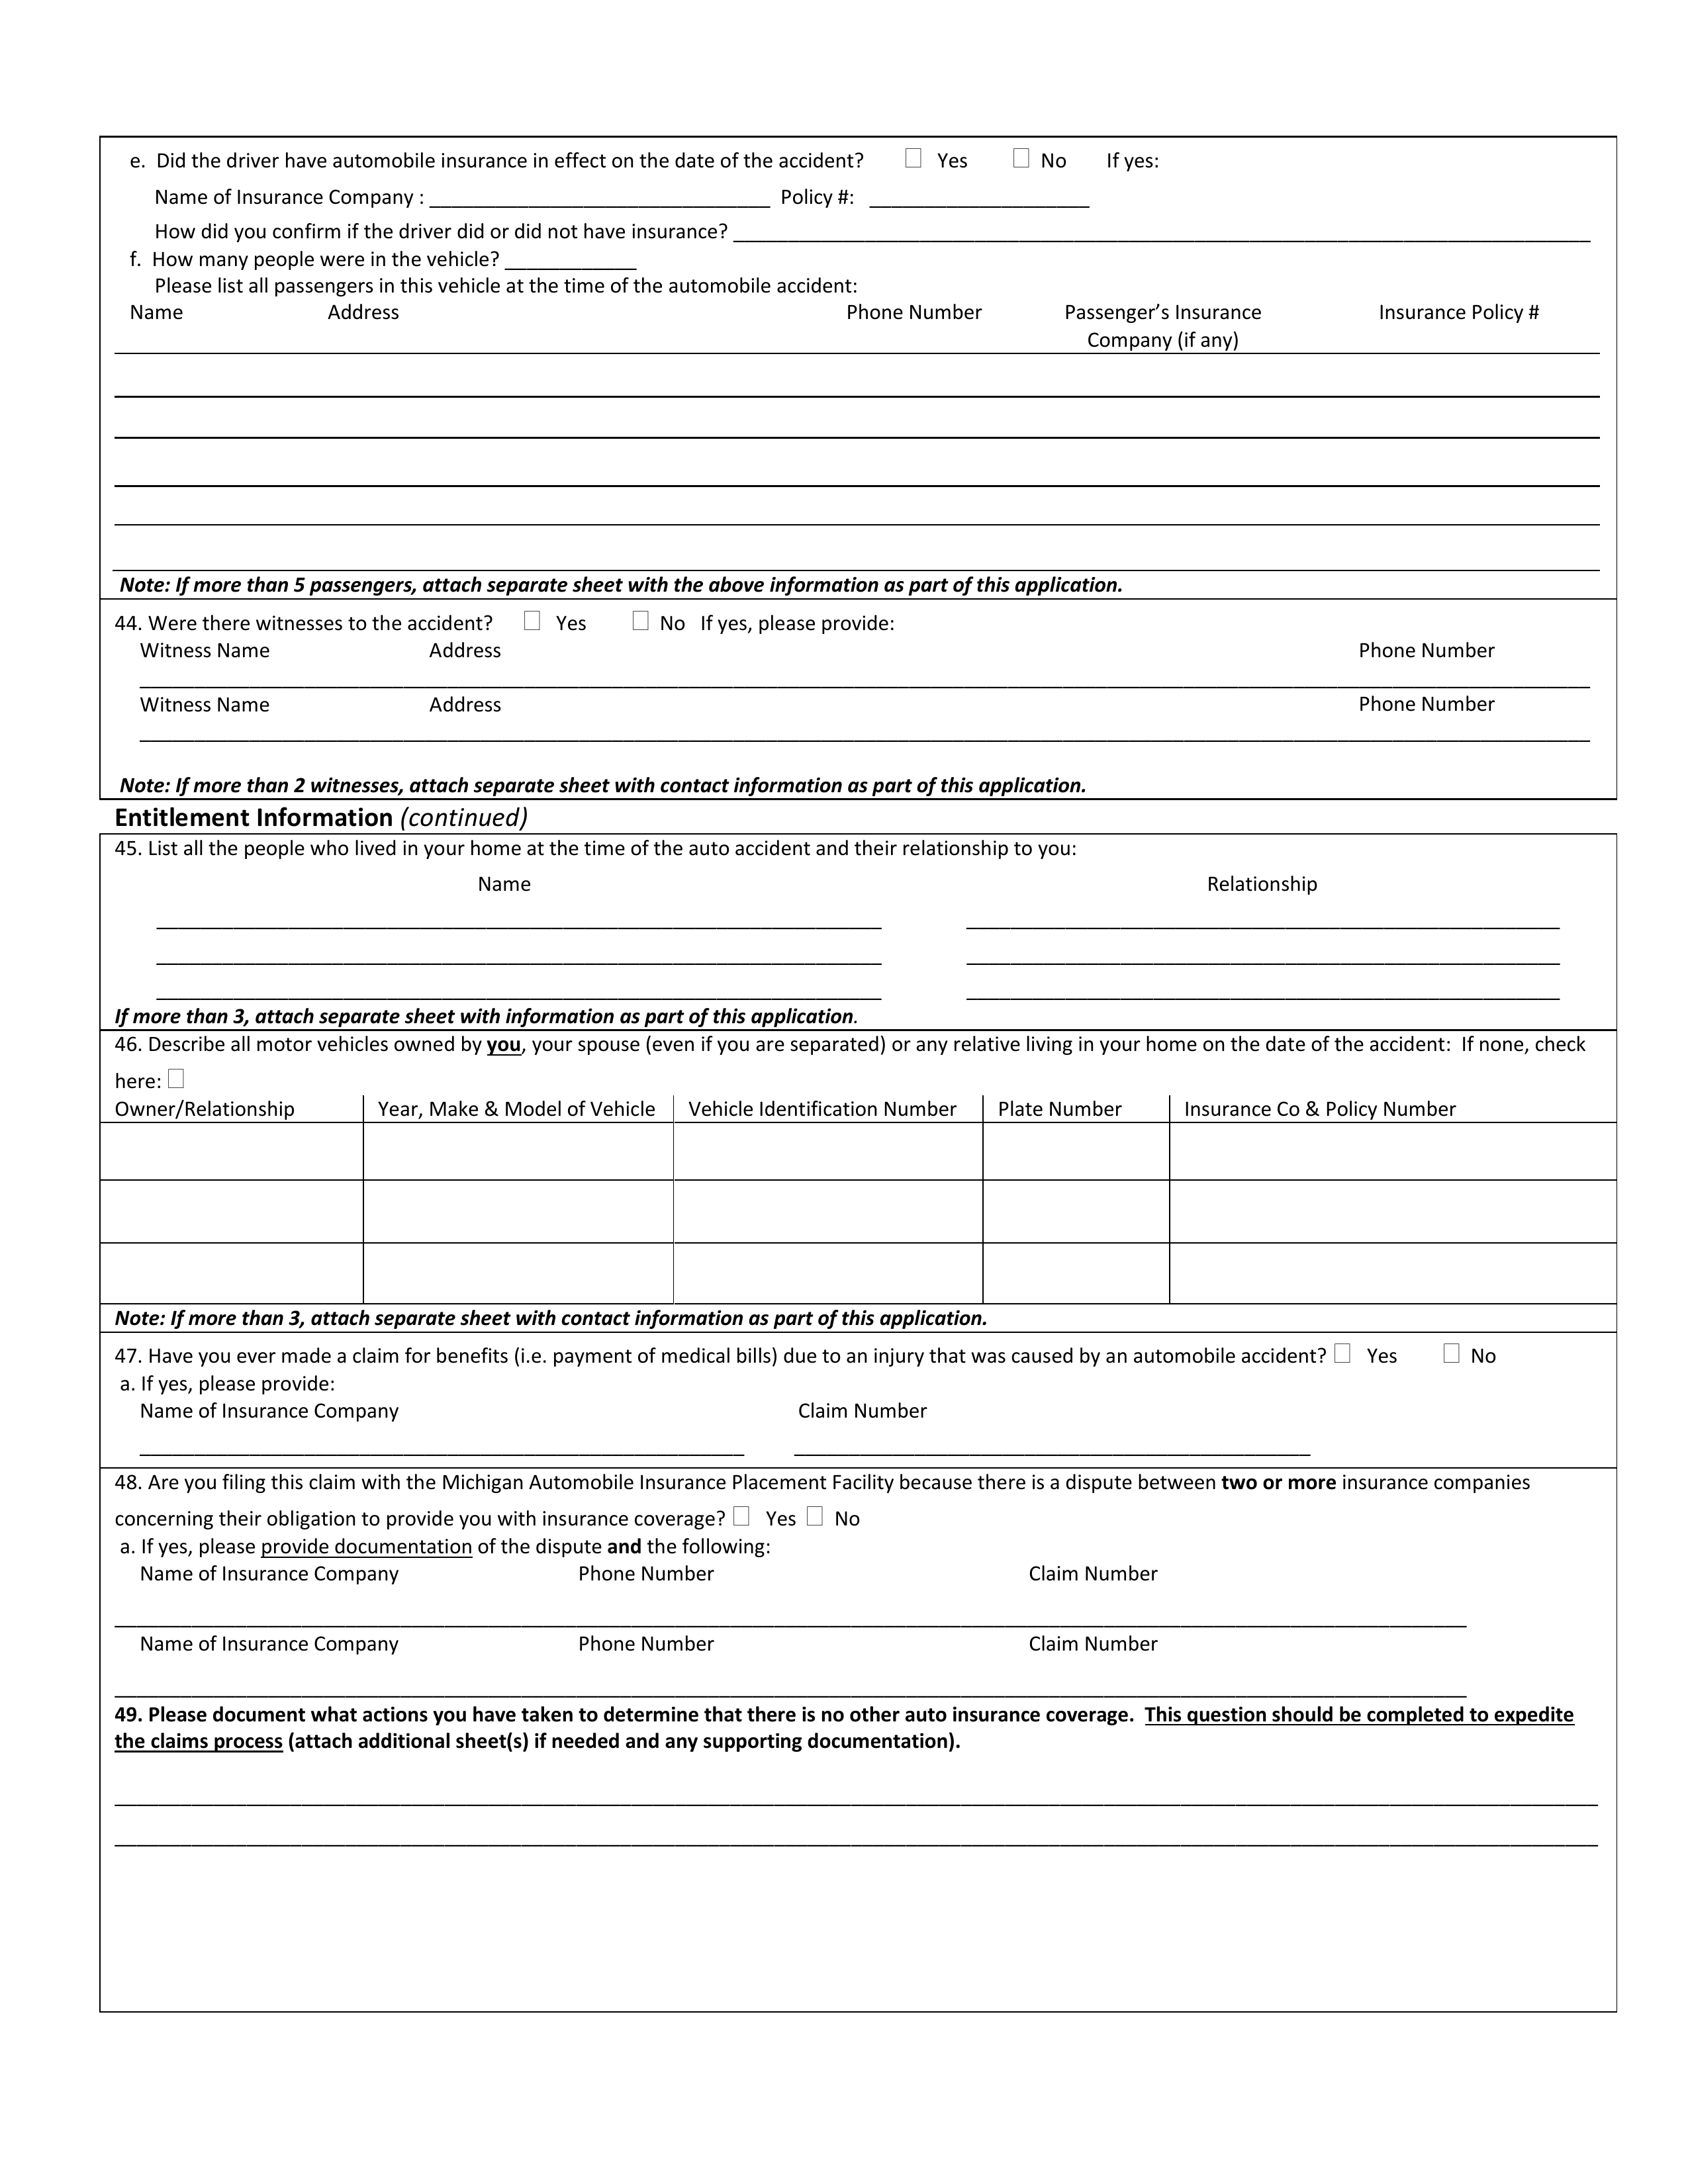 e. Did the driver have automobile insurance in effect on the date of the accident? Yes No If yes:
Name of Insurance Company : _______________________________ Policy #: ____________________
How did you confirm if the driver did or did not have insurance? ______________________________________________________________________________
f. How many people were in the vehicle? ____________
Please list all passengers in this vehicle at the time of the automobile accident:
Name Address Phone Number Passenger’s Insurance Insurance Policy #
Company (if any)
Note: If more than 5 passengers, attach separate sheet with the above information as part of this application.
44. Were there witnesses to the accident? Yes No If yes, please provide:
Witness Name Address Phone Number
Witness Name Address Phone Number
Note: If more than 2 witnesses, attach separate sheet with contact information as part of this application.
Entitlement Information (continued)
45. List all the people who lived in your home at the time of the auto accident and their relationship to you:
Name Relationship
If more than 3, attach separate sheet with information as part of this application.
46. Describe all motor vehicles owned by you, your spouse (even if you are separated) or any relative living in your home on the date of the accident: If none, check
here:
Owner/Relationship Year, Make & Model of Vehicle Vehicle Identification Number Plate Number Insurance Co & Policy Number
Note: If more than 3, attach separate sheet with contact information as part of this application.
47. Have you ever made a claim for benefits (i.e. payment of medical bills) due to an injury that was caused by an automobile accident? Yes No
a. If yes, please provide:
Name of Insurance Company Claim Number
48. Are you filing this claim with the Michigan Automobile Insurance Placement Facility because there is a dispute between two or more insurance companies
concerning their obligation to provide you with insurance coverage? Yes No
a. If yes, please provide documentation of the dispute and the following:
Name of Insurance Company Phone Number Claim Number
Name of Insurance Company Phone Number Claim Number
49. Please document what actions you have taken to determine that there is no other auto insurance coverage. This question should be completed to expedite
the claims process (attach additional sheet(s) if needed and any supporting documentation).